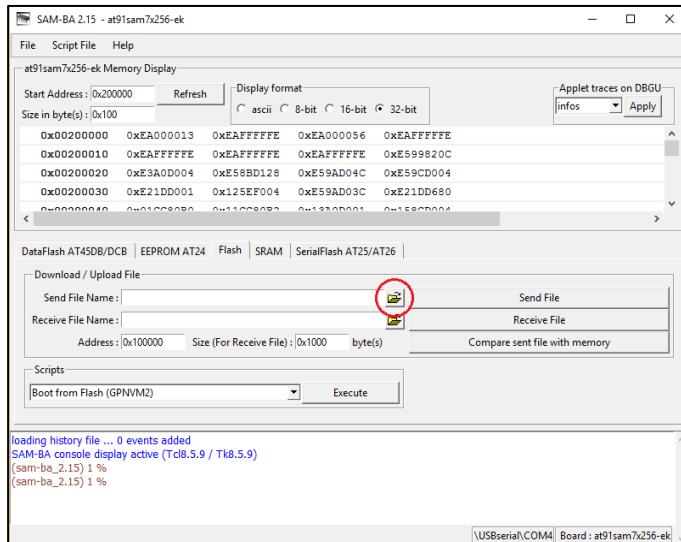 SAM-BA 2.15 - at91sam7x256-ek
File Script File Help
at91sam7x256-ek Memory Display
Start Address : 0x200000 Refresh
Size in byte(s) : 0x100
Display format
ascii 8-bit 16-bit 32-bit
Applet traces on DBGU
infos Apply
0x00200000 0xEA000013 0xEAFFFFFE 0xEA000056 0xEAFFFFFE
0x00200010 0xEAFFFFFE 0xEAFFFFFE 0xEAFFFFFE 0xE599820C
0x00200020 0xE3A0D004 0xE58BD128 0xE59AD04C 0xE59CD004
0x00200030 0xE21DD001 0x125EF004 0xE59AD03C 0xE21DD680
DataFlash AT45DB/DCB EEPROM AT24 Flash SRAM SerialFlash AT25/AT26
Download / Upload File
Send File Name : Send File
Receive File Name : Receive File
Address : 0x100000 Size (For Receive File) : 0x1000 byte(s) Compare sent file with memory
Scripts
Boot from Flash (GPNVM2) Execute
loading history file ... 0 events added
SAM-BA console display active (Tcl8.5.9 / Tk8.5.9)
(sam-ba_2.15) 1 %
(sam-ba_2.15) 1 %
\USBserial\COM4 Board : at91sam7x256-ek